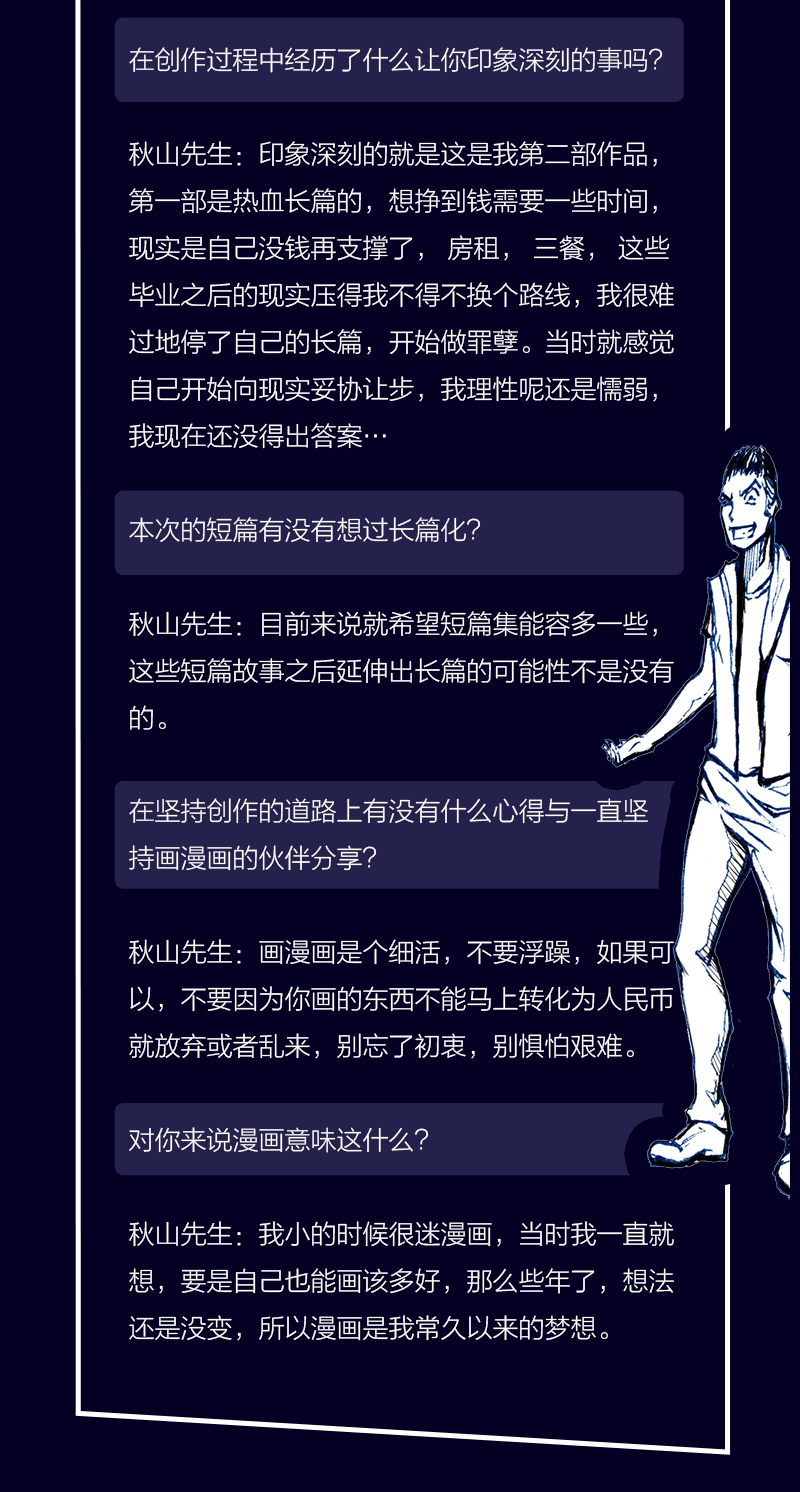 在创作过程中经历了什么让你印象深刻的事吗？
秋山先生：印象深刻的就是这是我第二部作品，
第一部是热血长篇的，想挣到钱需要一些时间，
现实是自己没钱再支撑了， 房租， 三餐， 这些
毕业之后的现实压得我不得不换个路线，我很难
过地停了自己的长篇，开始做罪孽。当时就感觉
自己开始向现实妥协让步，我理性呢还是懦弱，
我现在还没得出答案…
本次的短篇有没有想过长篇化？
秋山先生：目前来说就希望短篇集能容多一些，
这些短篇故事之后延伸出长篇的可能性不是没有
的。
在坚持创作的道路上有没有什么心得与一直坚
持画漫画的伙伴分享？
秋山先生：画漫画是个细活，不要浮躁，如果可
以，不要因为你画的东西不能马上转化为人民币
就放弃或者乱来，别忘了初衷，别惧怕艰难。
对你来说漫画意味这什么？
秋山先生：我小的时候很迷漫画，当时我一直就
想，要是自己也能画该多好，那么些年了，想法
还是没变，所以漫画是我常久以来的梦想。